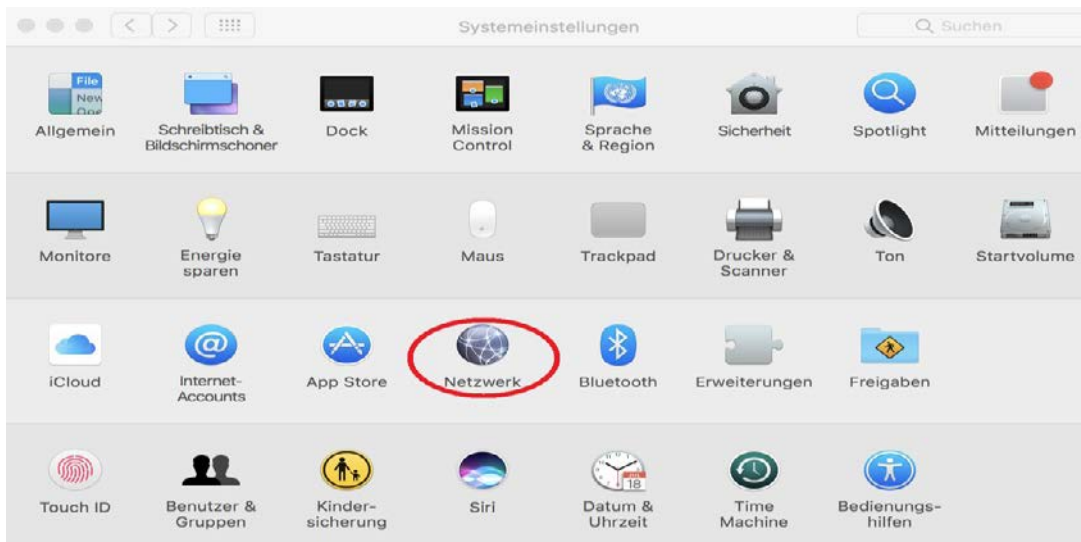 Systemeinstellungen
Suchen
File
New
Allgemein
Schreibtisch &
Bildschirmschoner
Dock
Mission
Control
Sprache
& Region
Sicherheit
Spotlight
Mitteilungen
Monitore
Energie
sparen
Tastatur
Maus
Trackpad
Drucker &
Scanner
Ton
Startvolume
iCloud
Internet-
Accounts
App Store
Netzwerk
Bluetooth
Erweiterungen
Freigaben
Touch ID
Benutzer &
Gruppen
Kinder-
sicherung
Siri
18
Datum &
Uhrzeit
Time
Machine
Bedienungs-
hilfen